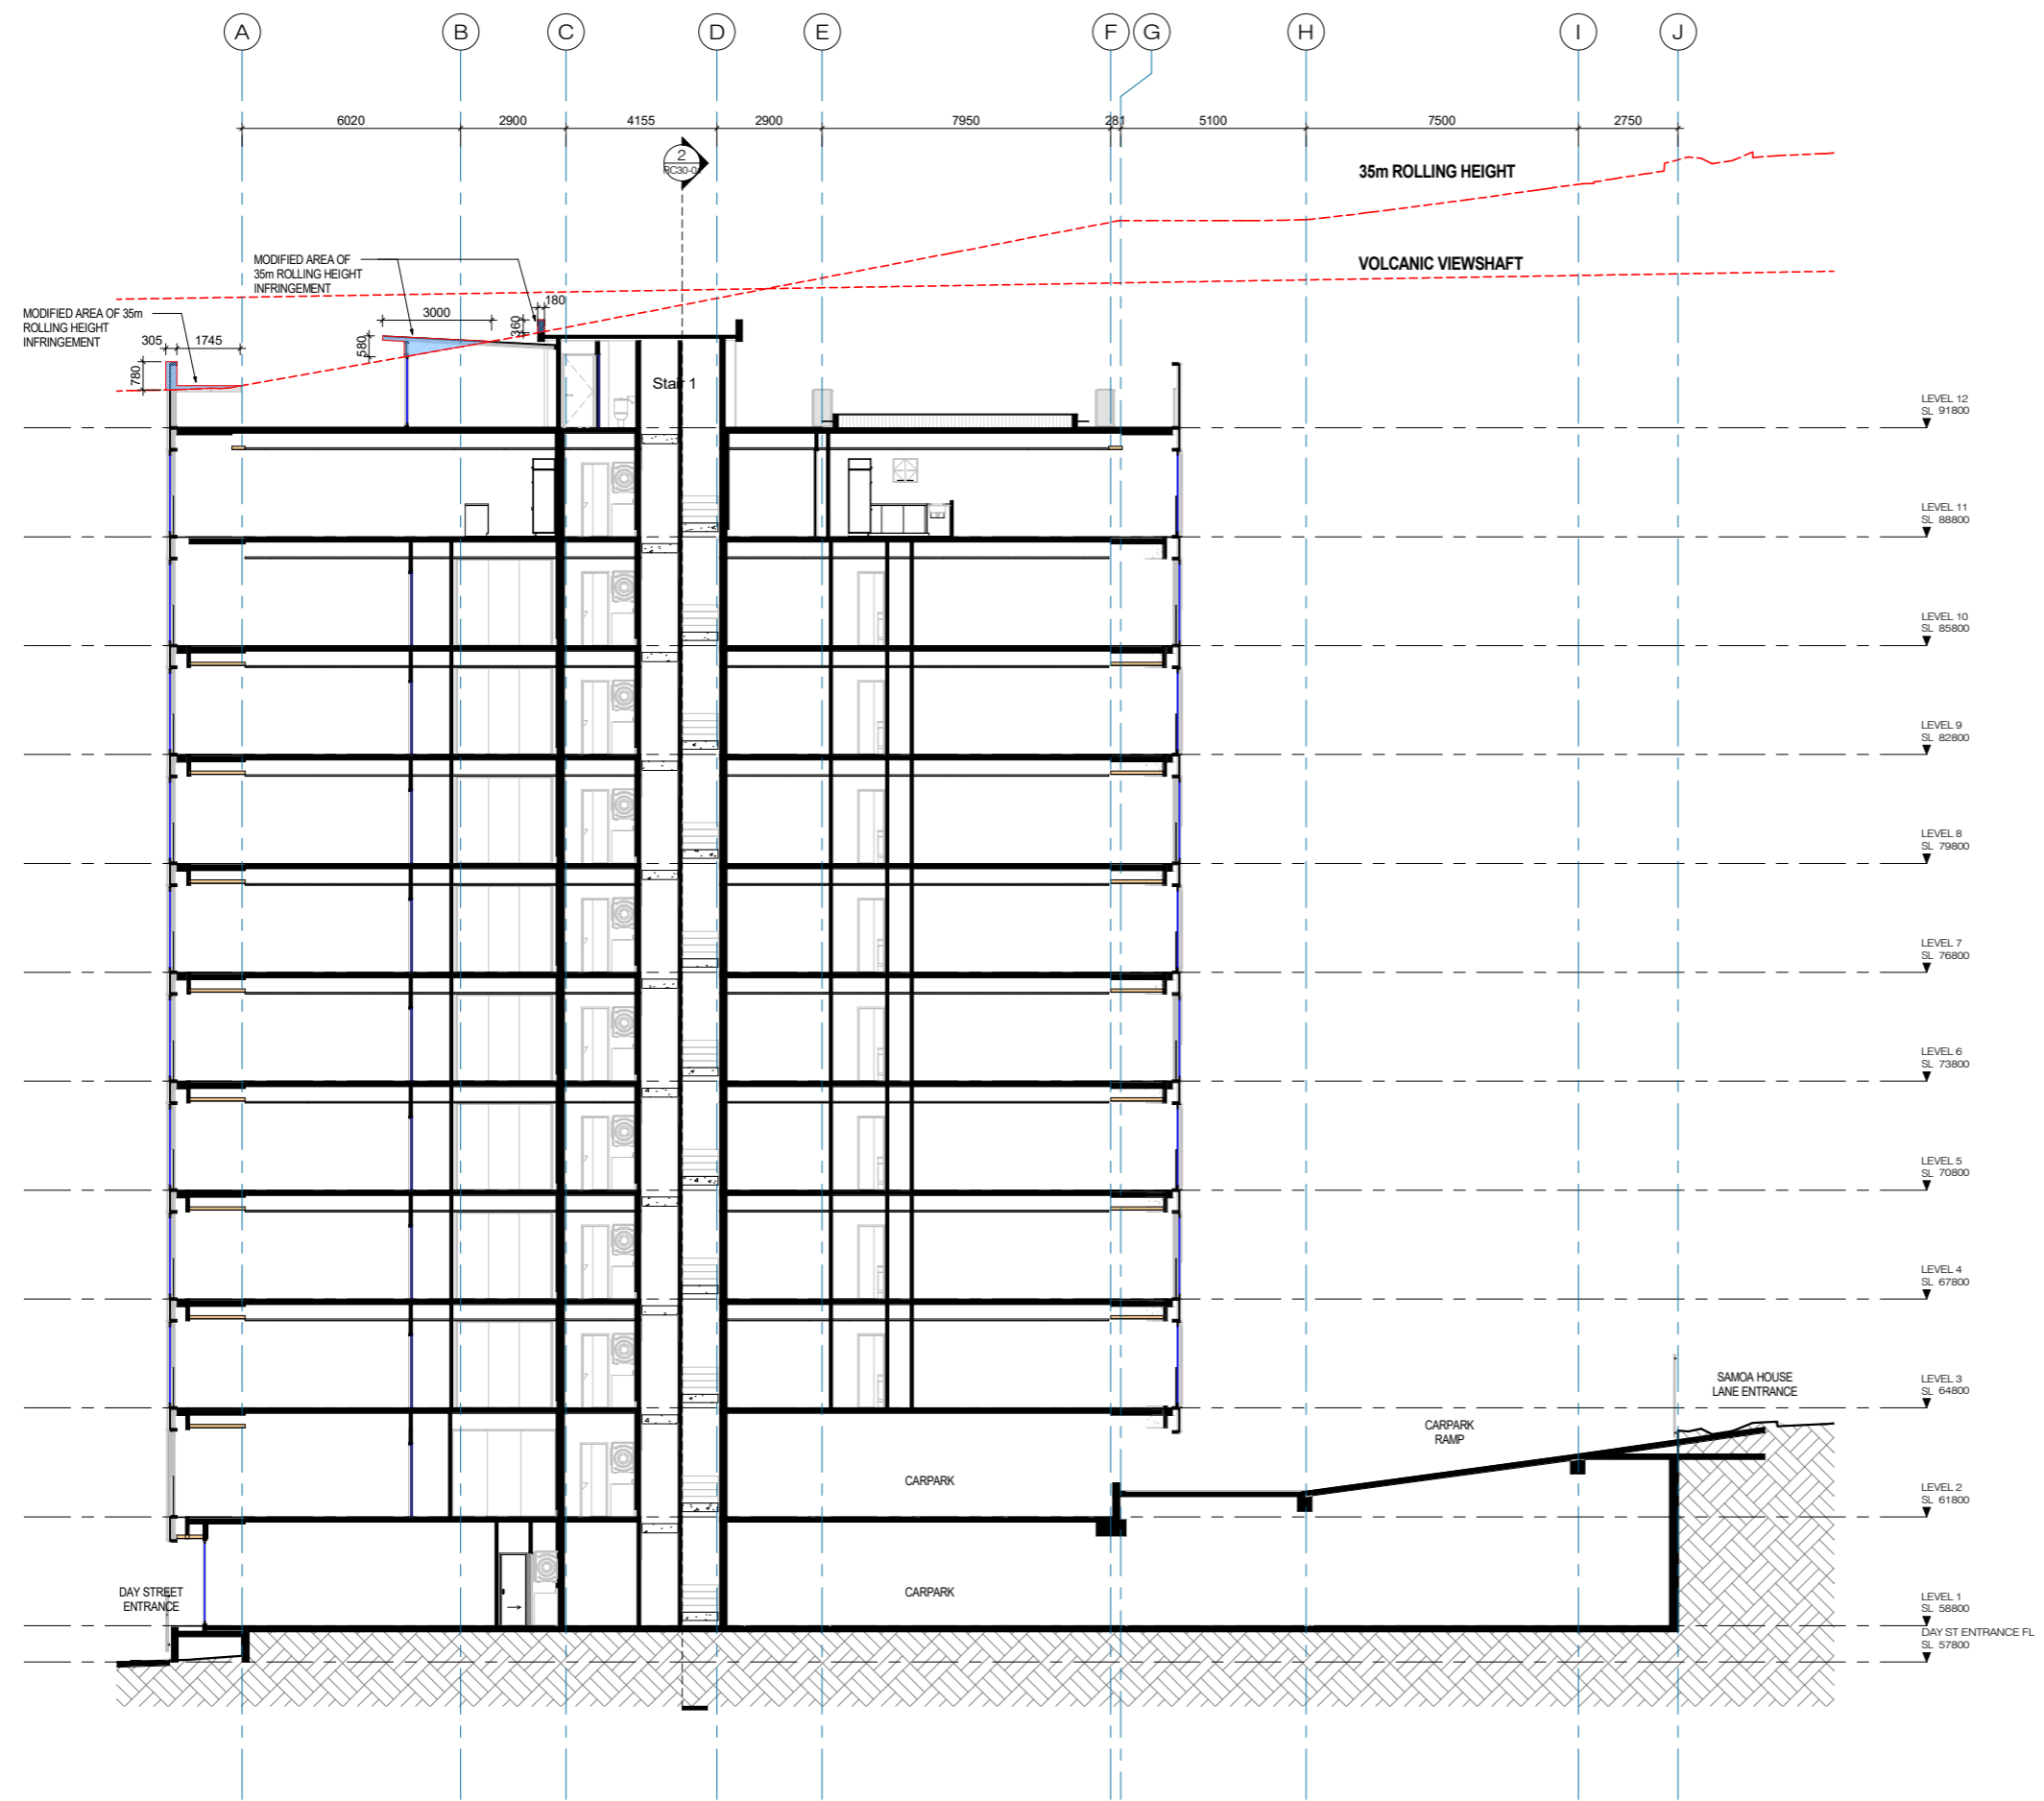 A B C D E F G H I J
6020 2900 4155 2900 7950 281 5100 7500 2750
2
RC30-0
35m ROLLING HEIGHT
VOLCANIC VIEWSHAFT
MODIFIED AREA OF
35m ROLLING HEIGHT
INFRINGEMENT
MODIFIED AREA OF 35m
ROLLING HEIGHT
INFRINGEMENT
180
3000
360
580
305 1745
780
Stair 1
LEVEL 12
SL 91800
LEVEL 11
SL 88800
LEVEL 10
SL 85800
LEVEL 9
SL 82800
LEVEL 8
SL 79800
LEVEL 7
SL 76800
LEVEL 6
SL 73800
LEVEL 5
SL 70800
LEVEL 4
SL 67800
LEVEL 3
SL 64800
SAMOA HOUSE
LANE ENTRANCE
CARPARK
RAMP
CARPARK
LEVEL 2
SL 61800
DAY STREET
ENTRANCE
CARPARK
LEVEL 1
SL 58800
DAY ST ENTRANCE FL
SL 57800